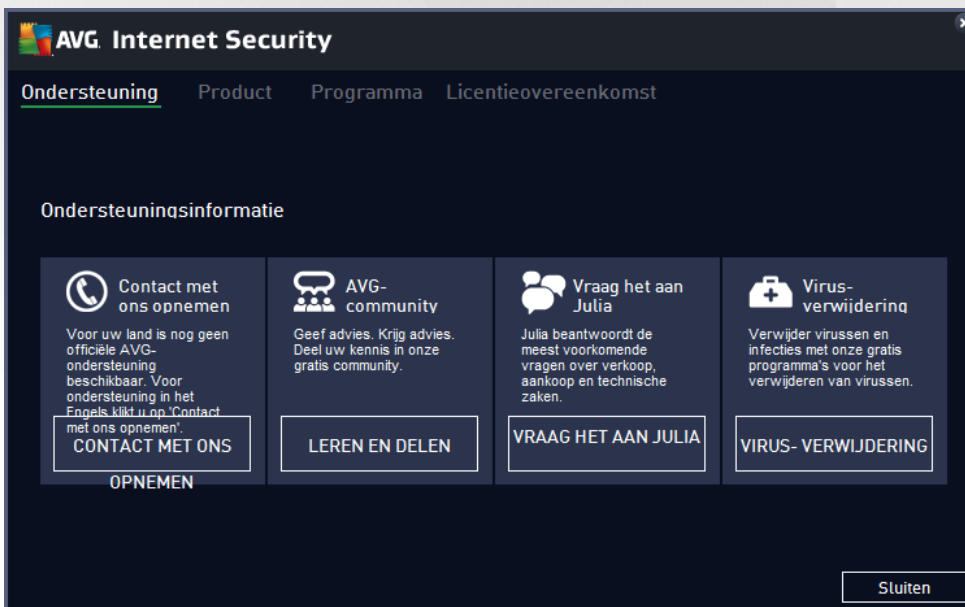 AVG. Internet Security
Ondersteuning Product Programma Licentieovereenkomst
Ondersteuningsinformatie
Contact met
ons opnemen
Voor uw land is nog geen
officiële AVG-
ondersteuning
beschikbaar. Voor
ondersteuning in het
Engels klikt u op 'Contact
met ons opnemen'.
CONTACT MET ONS
OPNEMEN
AVG-
community
Geef advies. Krijg advies.
Deel uw kennis in onze
gratis community.
LEREN EN DELEN
Vraag het aan
Julia
Julia beantwoordt de
meest voorkomende
vragen over verkoop,
aankoop en technische
zaken.
VRAAG HET AAN JULIA
Virus-
verwijdering
Verwijder virussen en
infecties met onze gratis
programma's voor het
verwijderen van virussen.
VIRUS- VERWIJDERING
Sluiten